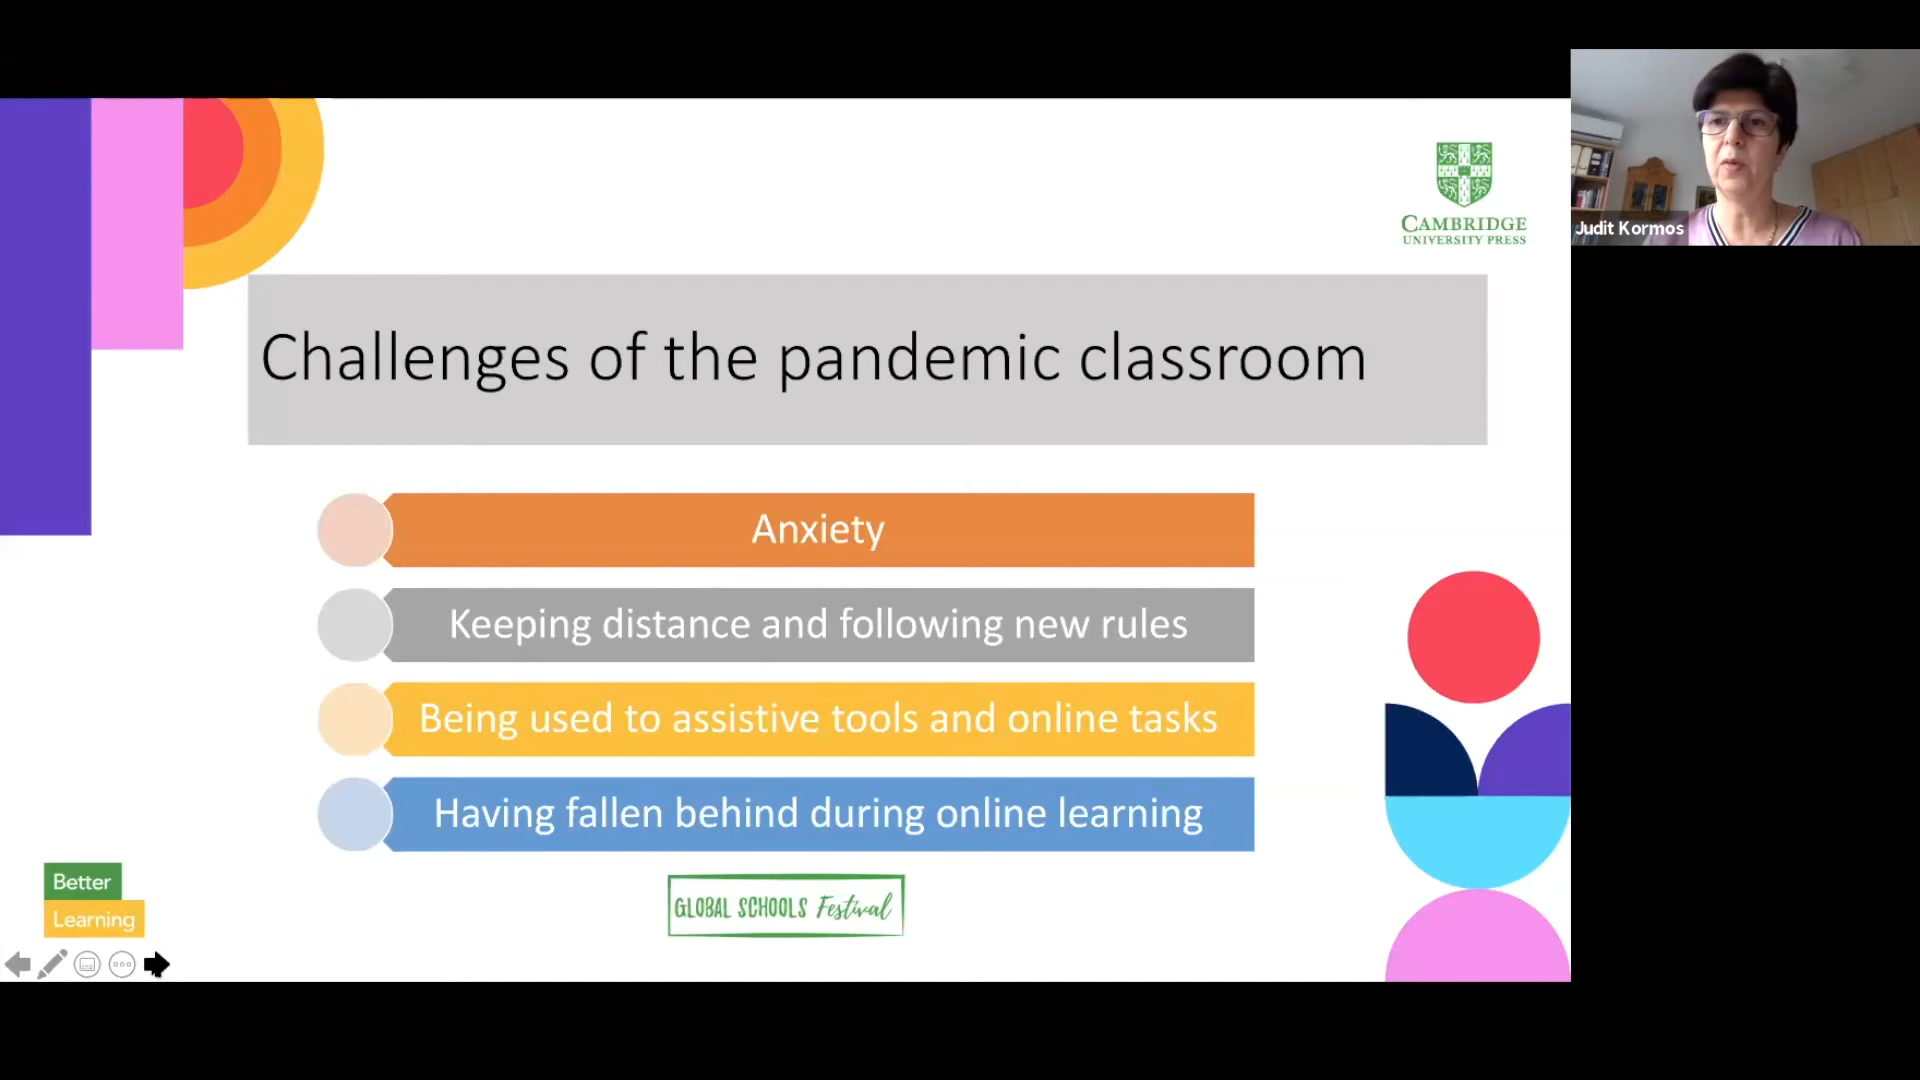 CAMBRIDGE
UNIVERSITY PRESS
Judit Kormos
Challenges of the pandemic classroom
Anxiety
Keeping distance and following new rules
Being used to assistive tools and online tasks
Having fallen behind during online learning
Better
Learning
GLOBAL SCHOOLS Festival